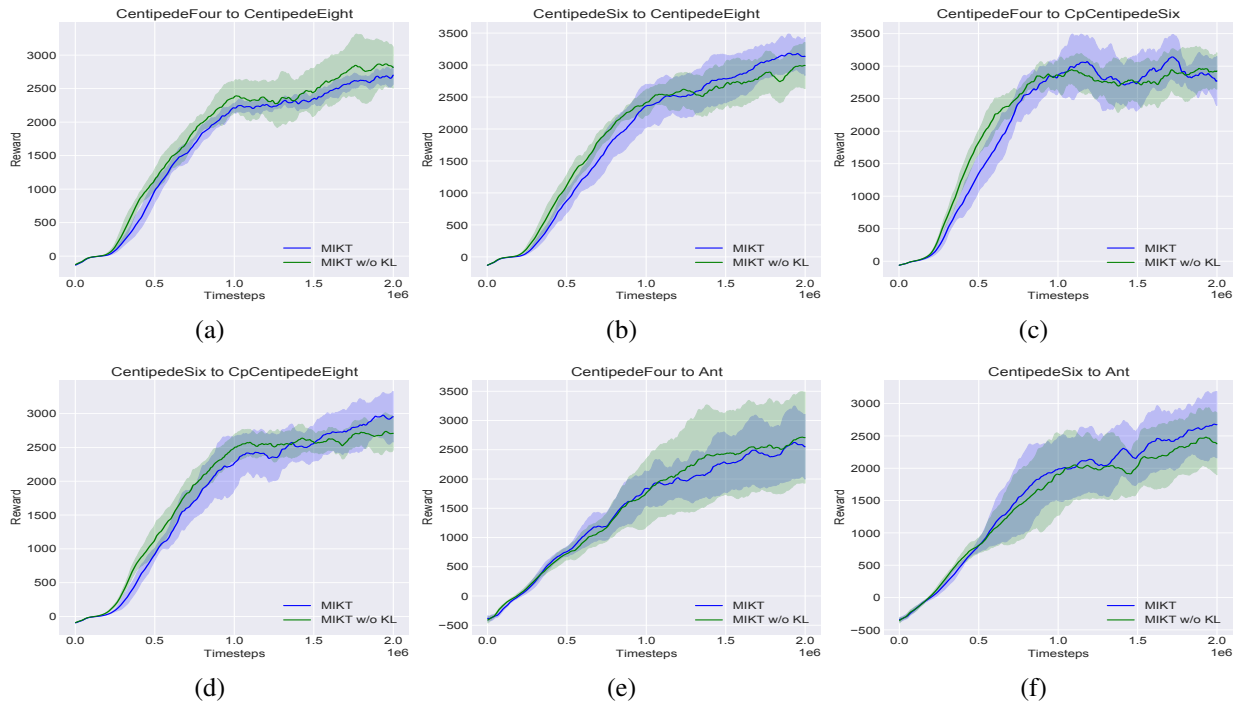 CentipedeFour to CentipedeEight
3000
2500
2000
1500
1000
500
0
Reward
MIKT
MIKT w/o KL
0.0 0.5 1.0 1.5 2.0
Timesteps 1e6
(a)
CentipedeSix to CentipedeEight
3500
3000
2500
2000
1500
1000
500
0
Reward
MIKT
MIKT w/o KL
0.0 0.5 1.0 1.5 2.0
Timesteps 1e6
(b)
CentipedeFour to CpCentipedeSix
3500
3000
2500
2000
1500
1000
500
0
Reward
MIKT
MIKT w/o KL
0.0 0.5 1.0 1.5 2.0
Timesteps 1e6
(c)
CentipedeSix to CpCentipedeEight
3000
2500
2000
1500
1000
500
0
Reward
MIKT
MIKT w/o KL
0.0 0.5 1.0 1.5 2.0
Timesteps 1e6
(d)
CentipedeFour to Ant
3500
3000
2500
2000
1500
1000
500
0
−500
Reward
MIKT
MIKT w/o KL
0.0 0.5 1.0 1.5 2.0
Timesteps 1e6
(e)
CentipedeSix to Ant
3000
2500
2000
1500
1000
500
0
−500
Reward
MIKT
MIKT w/o KL
0.0 0.5 1.0 1.5 2.0
Timesteps 1e6
(f)